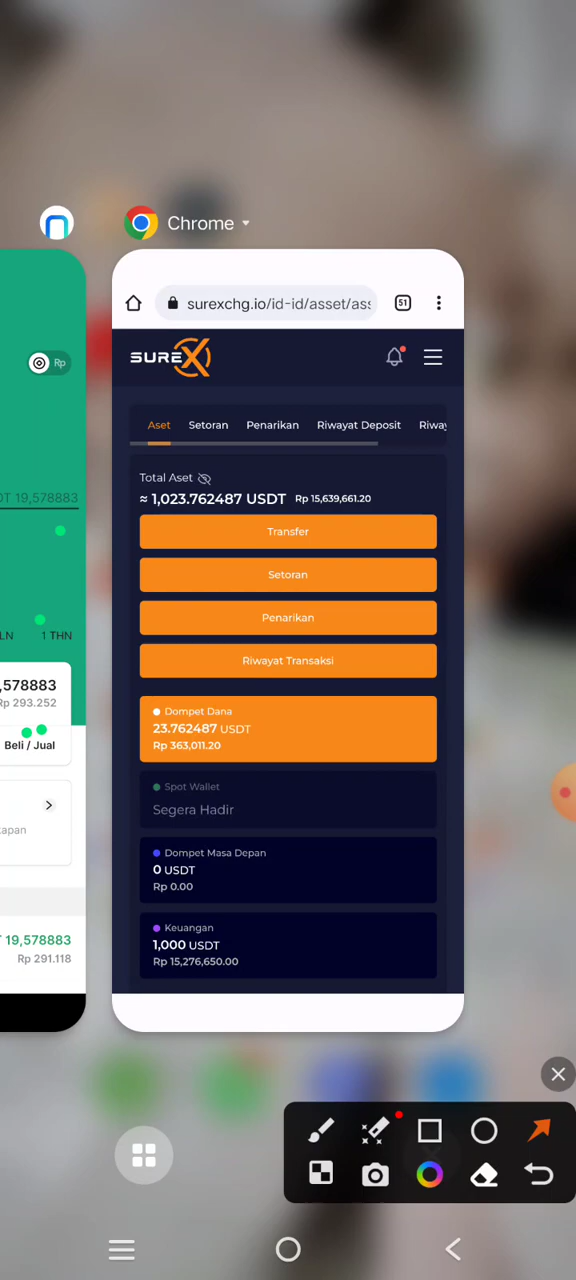 Chrome
surexchg.io/id-id/asset/ass
51
SUREX
Rp
Aset
Setoran
Penarikan
Riwayat Deposit
Riway
Total Aset
≈ 1,023.762487 USDT Rp 15,639,661.20
Transfer
Setoran
Penarikan
Riwayat Transaksi
Dompet Dana
23.762487 USDT
Rp 363,011.20
Spot Wallet
Segera Hadir
Dompet Masa Depan
0 USDT
Rp 0.00
Keuangan
1,000 USDT
Rp 15,276,650.00
DT 19,578883
LN
1 THN
,578883
Rp 293.252
Beli / Jual
kapan
T 19,578883
Rp 291.118